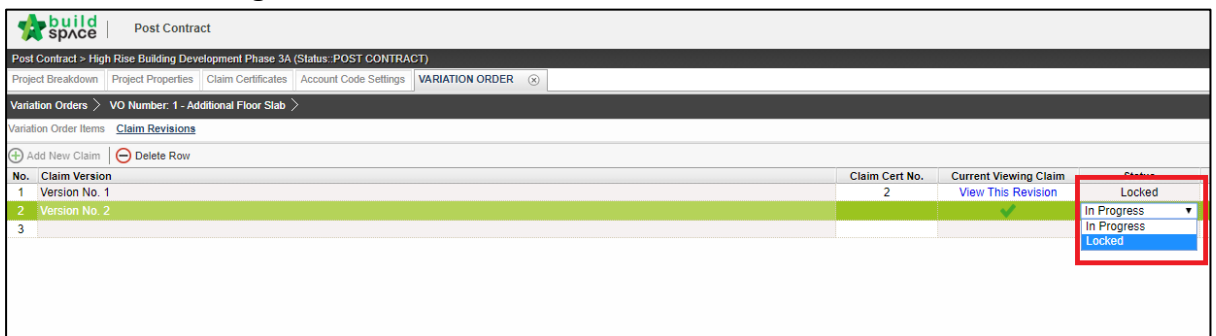 build space Post Contract
Post Contract > High Rise Building Development Phase 3A (Status::POST CONTRACT)
Project Breakdown Project Properties Claim Certificates Account Code Settings VARIATION ORDER
Variation Orders > VO Number: 1 - Additional Floor Slab >
Variation Order Items Claim Revisions
Add New Claim Delete Row
No. Claim Version Claim Cert No. Current Viewing Claim Status
1 Version No. 1 2 View This Revision Locked
2 Version No. 2 In Progress
In Progress
3 Locked